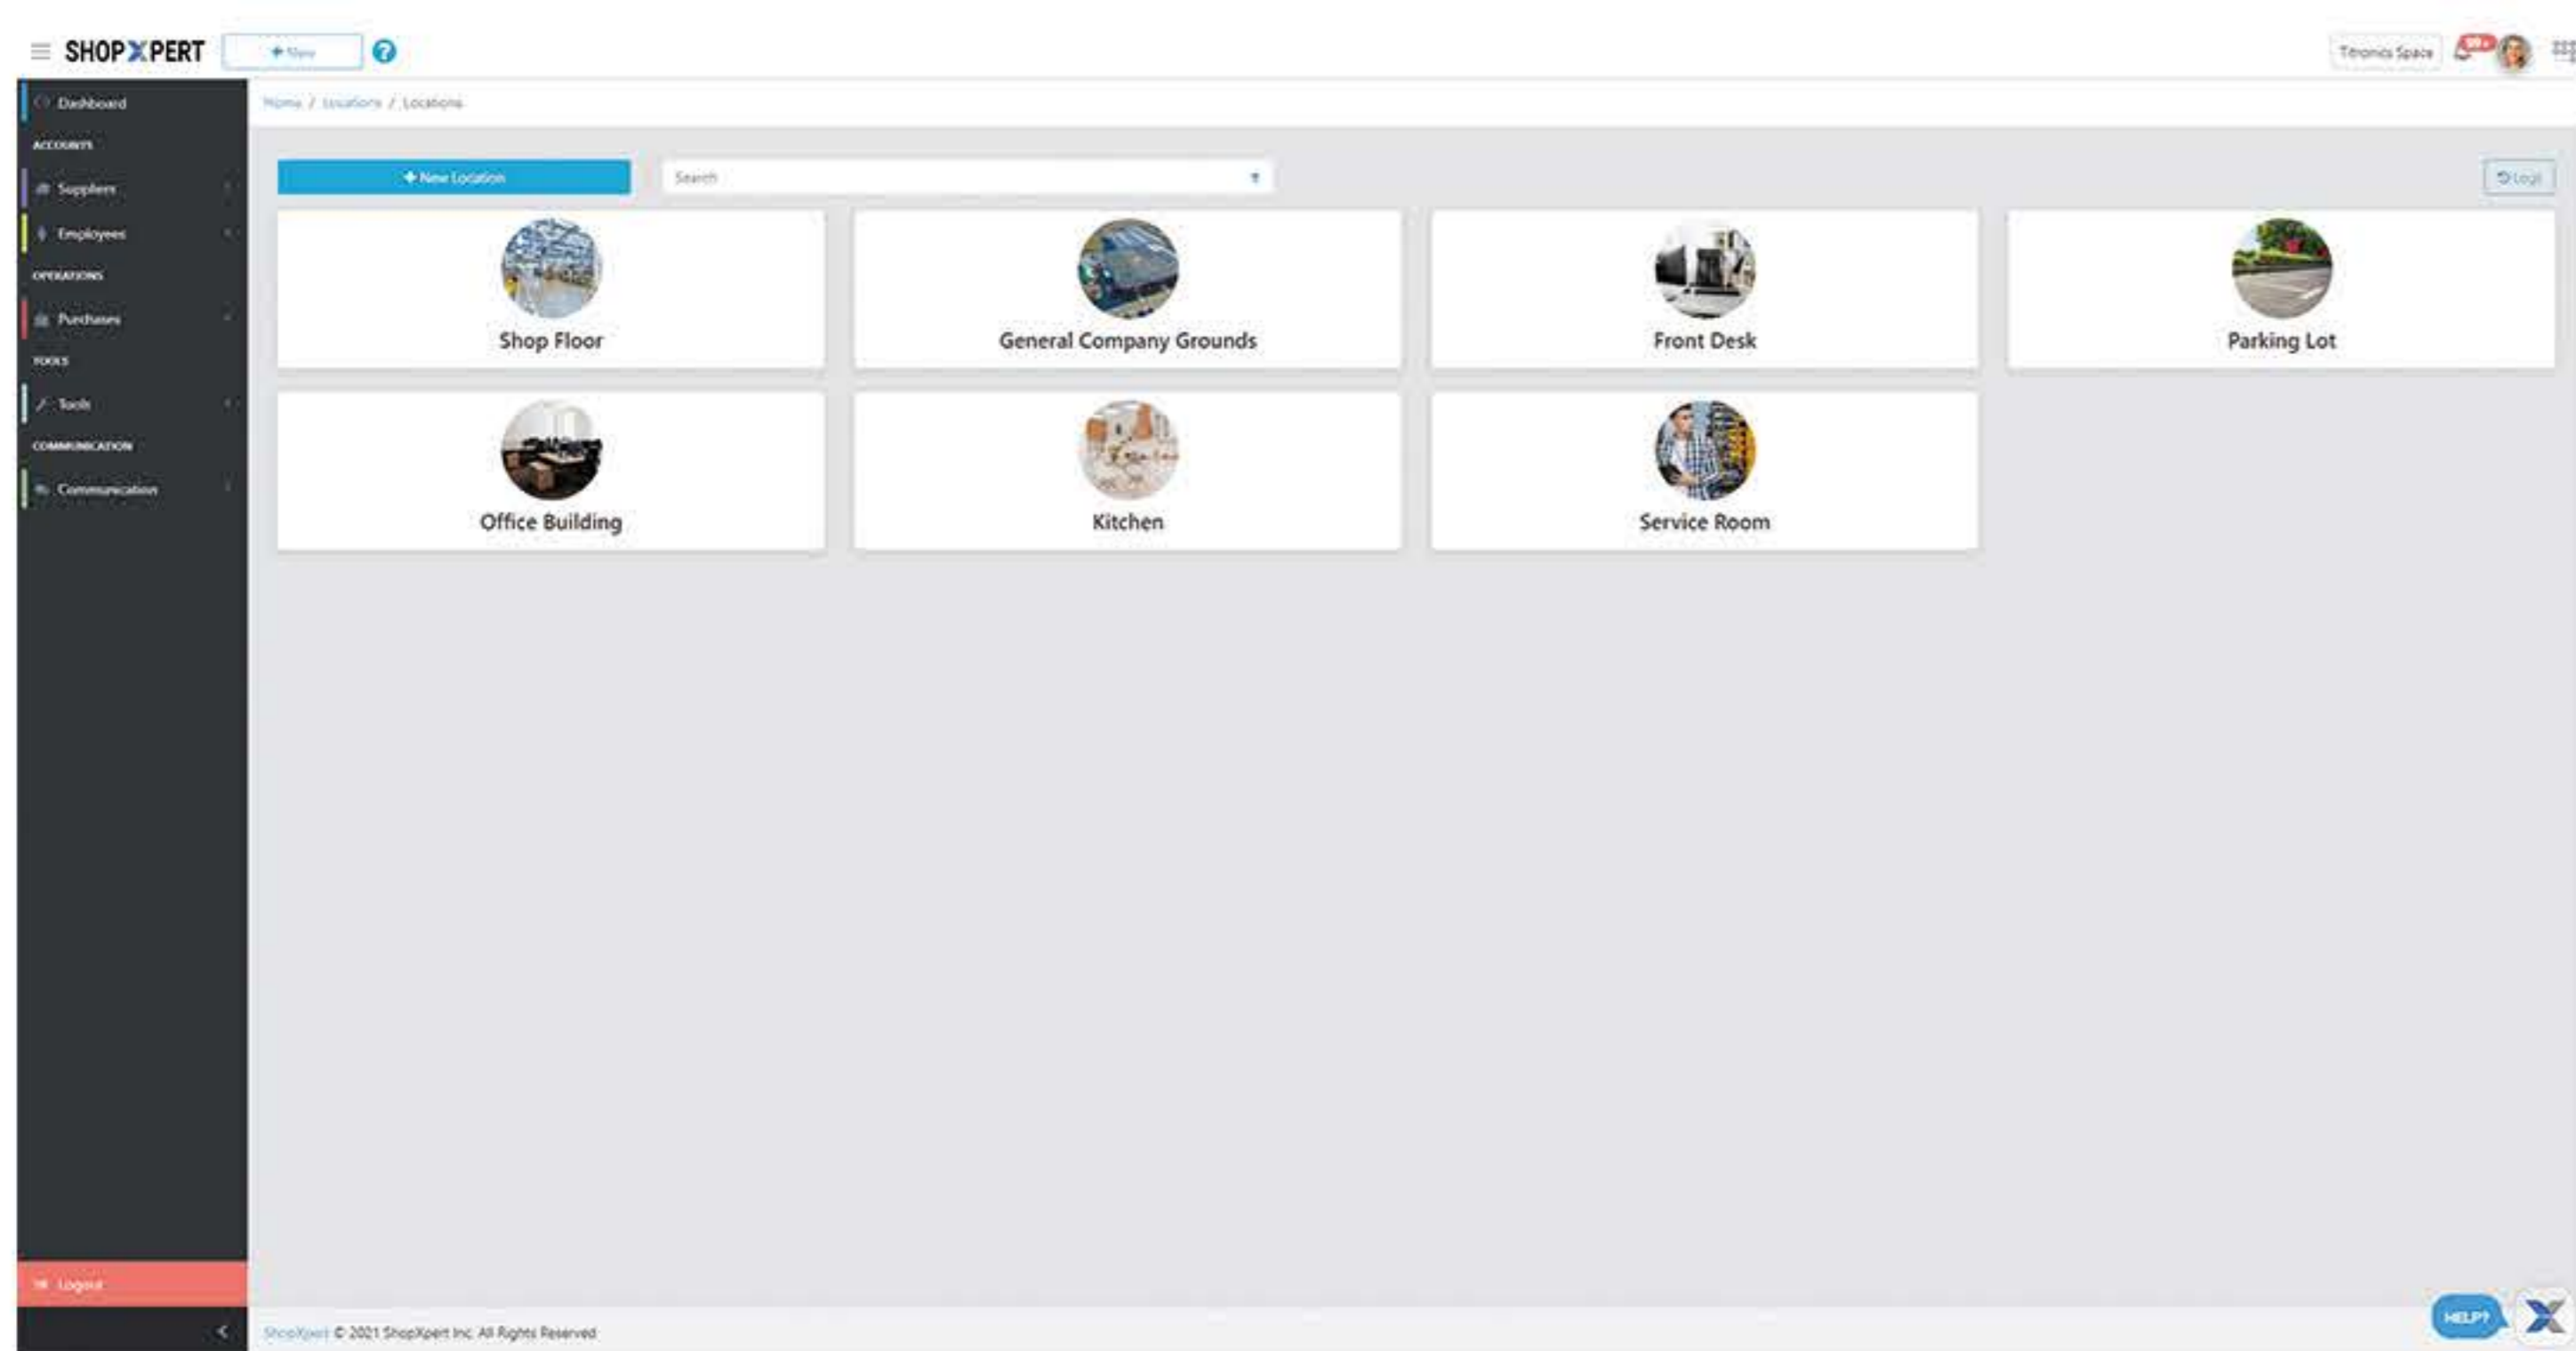 SHOPXPERT
+ New
?
Titronics Space
99+
Dashboard
Home / Locations / Locations
ACCOUNTS
Suppliers
Employees
OPERATIONS
Purchases
TOOLS
Tools
COMMUNICATION
Communication
+ New Location
Search
Logs
Shop Floor
General Company Grounds
Front Desk
Parking Lot
Office Building
Kitchen
Service Room
Logout
ShopXpert © 2021 ShopXpert Inc. All Rights Reserved
HELP?